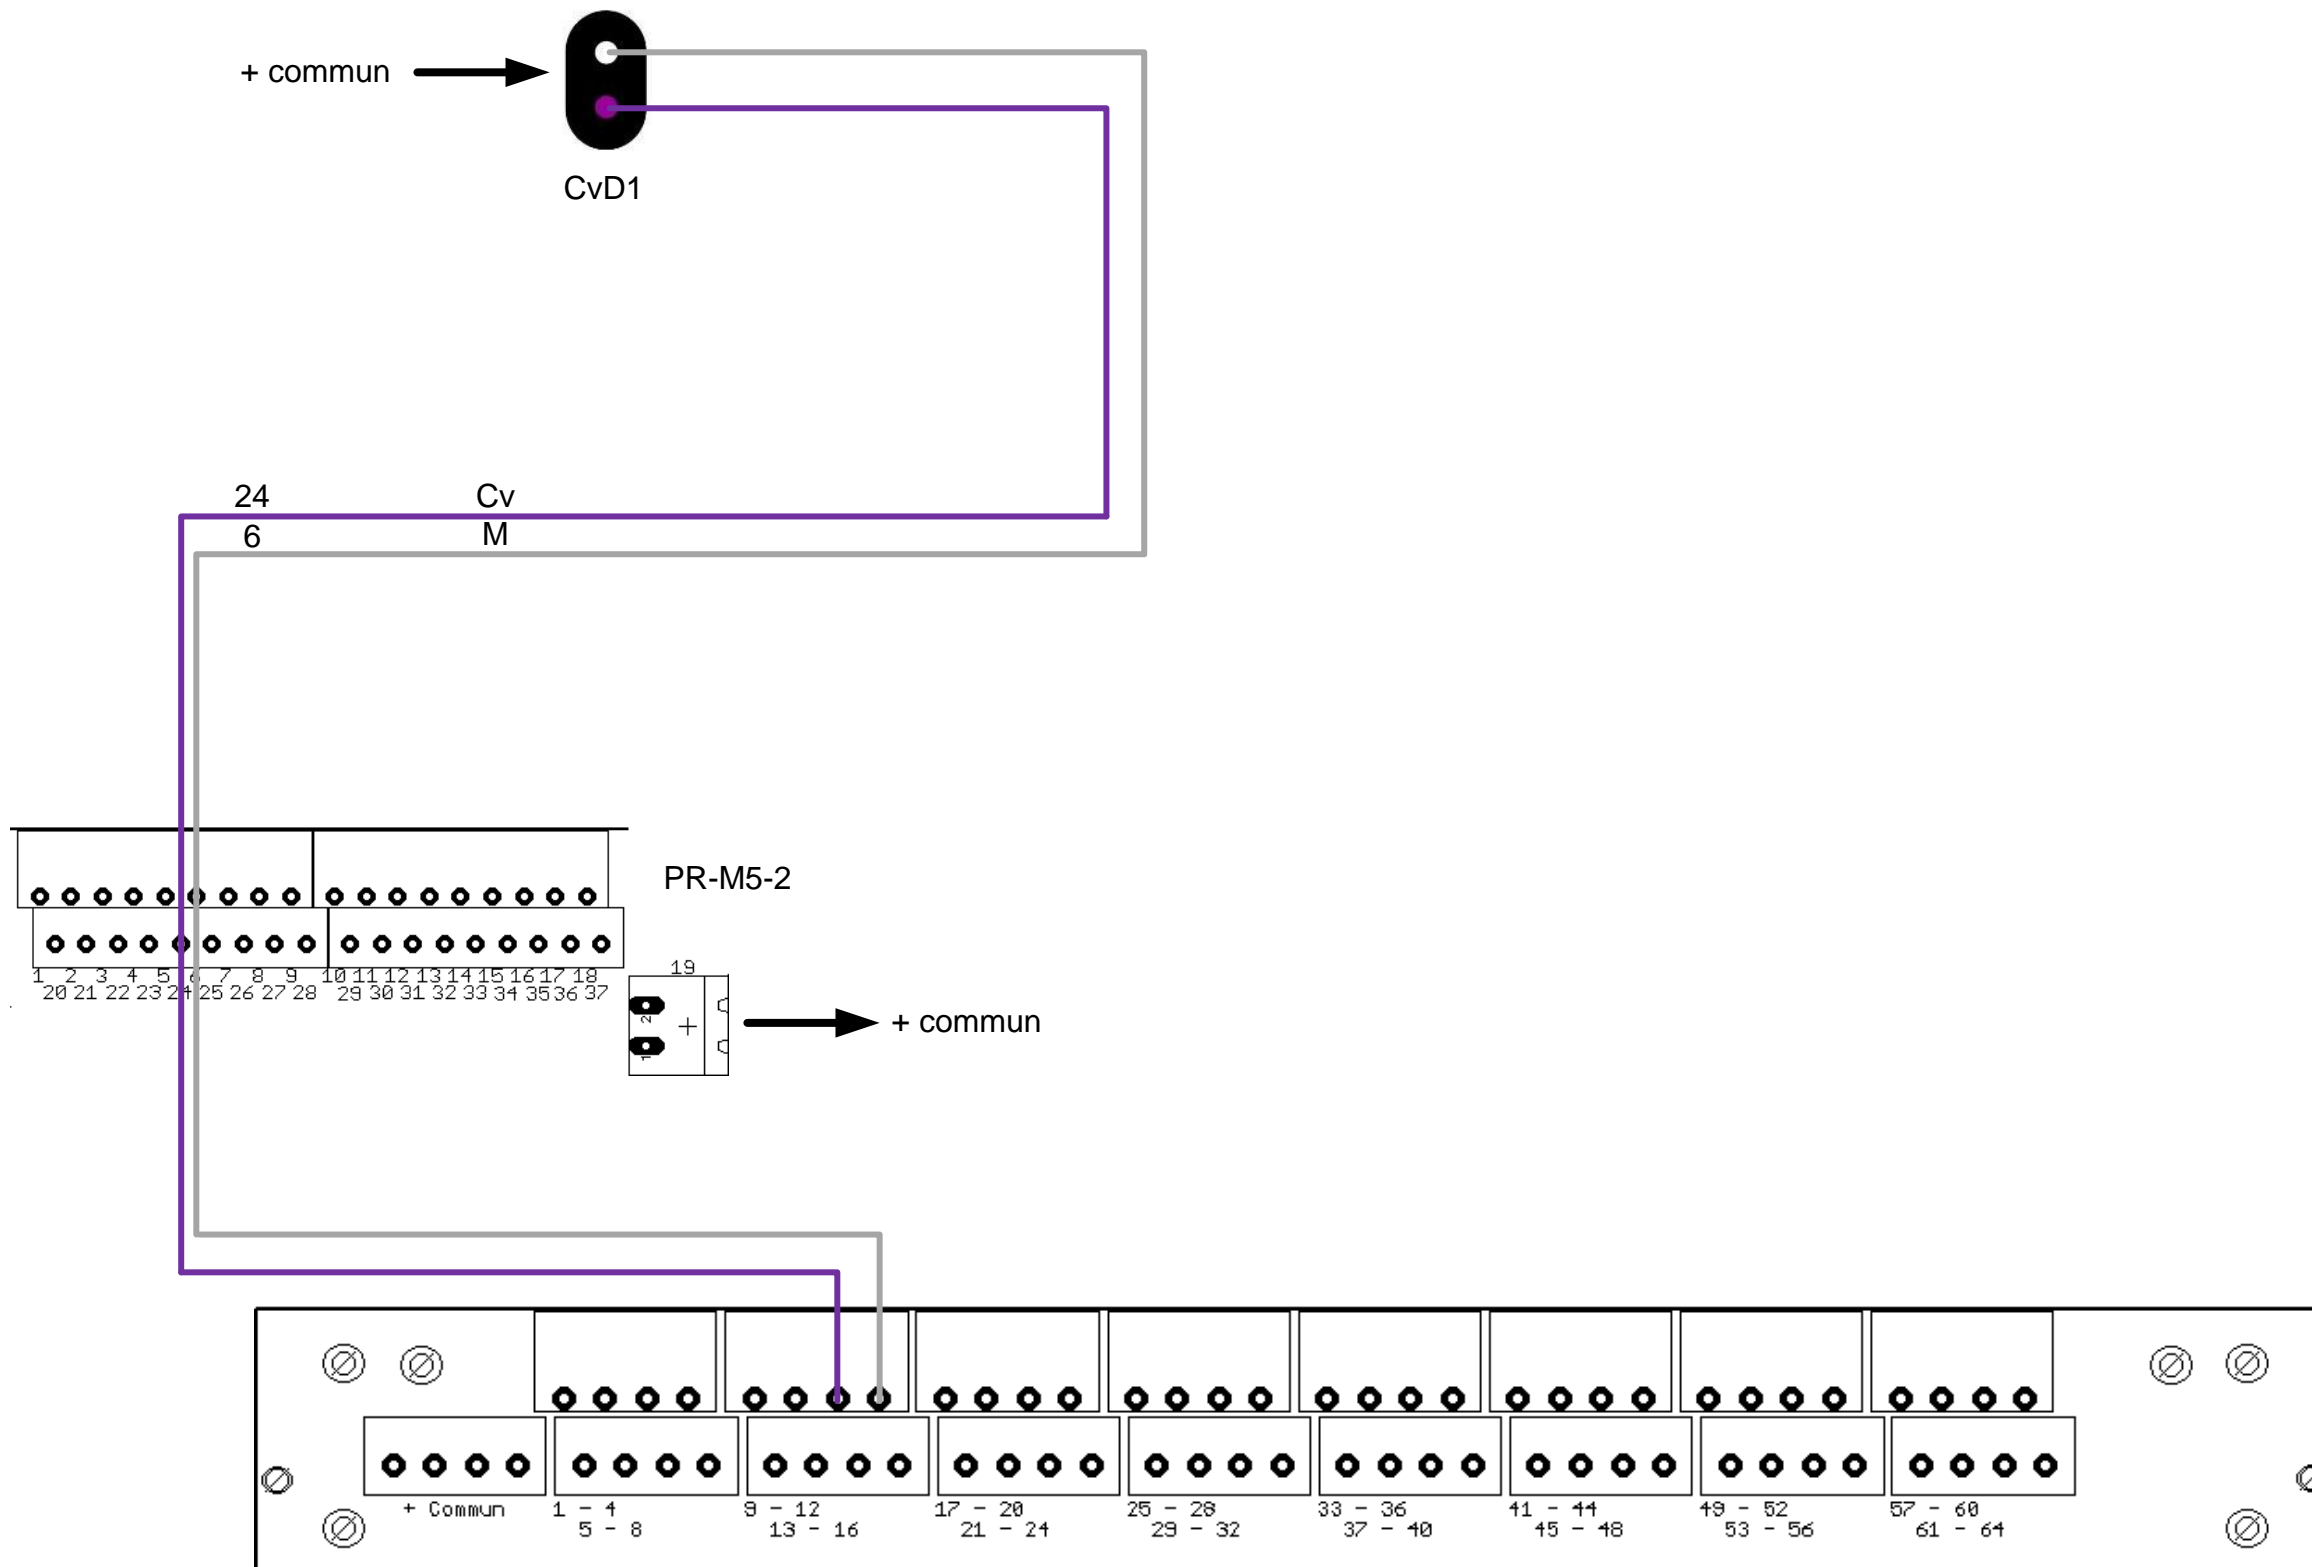 + commun
CvD1
24 Cv
6 M
PR-M5-2
1 2 3 4 5 6 7 8 9 10 11 12 13 14 15 16 17 18
20 21 22 23 24 25 26 27 28 29 30 31 32 33 34 35 36 37
19
2
+
1
+ commun
+ Commun 1 - 4 9 - 12 17 - 20 25 - 28 33 - 36 41 - 44 49 - 52 57 - 60
5 - 8 13 - 16 21 - 24 29 - 32 37 - 40 45 - 48 53 - 56 61 - 64